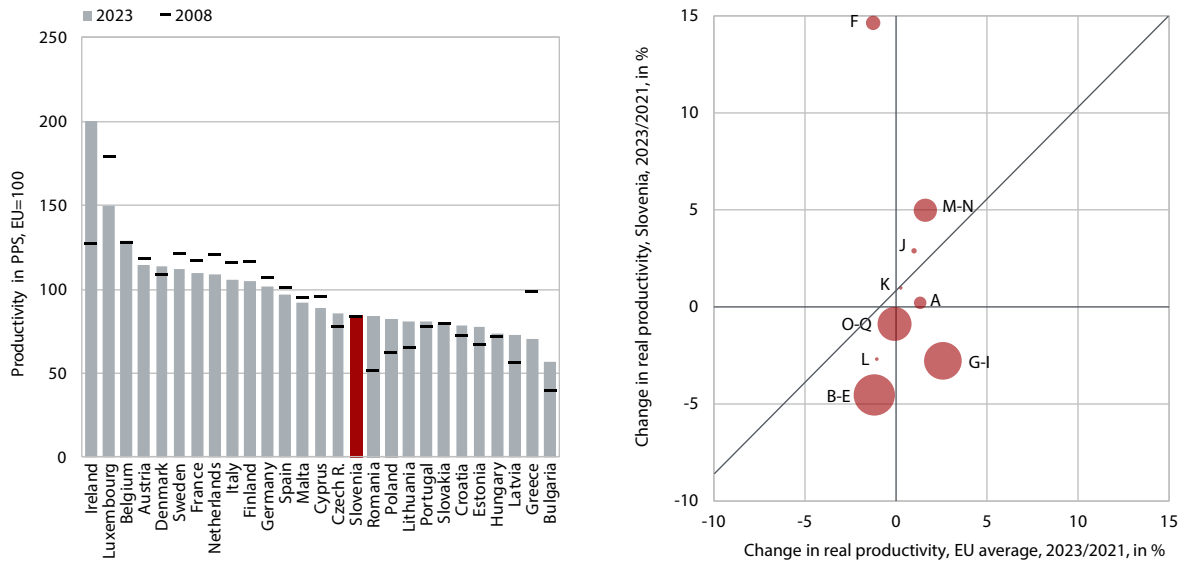 2023 2008
Productivity in PPS, EU=100
250
200
150
100
50
0
Ireland
Luxembourg
Belgium
Austria
Denmark
Sweden
France
Netherlands
Italy
Finland
Germany
Spain
Malta
Cyprus
Czech R.
Slovenia
Romania
Poland
Lithuania
Portugal
Slovakia
Croatia
Estonia
Hungary
Latvia
Greece
Bulgaria
Change in real productivity, Slovenia, 2023/2021, in %
15
10
5
0
-5
-10
F
M-N
J
K
A
O-Q
L
G-I
B-E
-10 -5 0 5 10 15
Change in real productivity, EU average, 2023/2021, in %